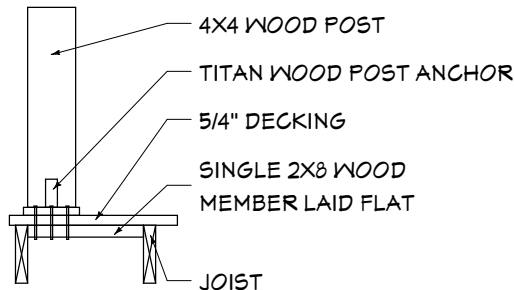 4X4 WOOD POST
TITAN WOOD POST ANCHOR
5/4" DECKING
SINGLE 2X8 WOOD
MEMBER LAID FLAT
JOIST